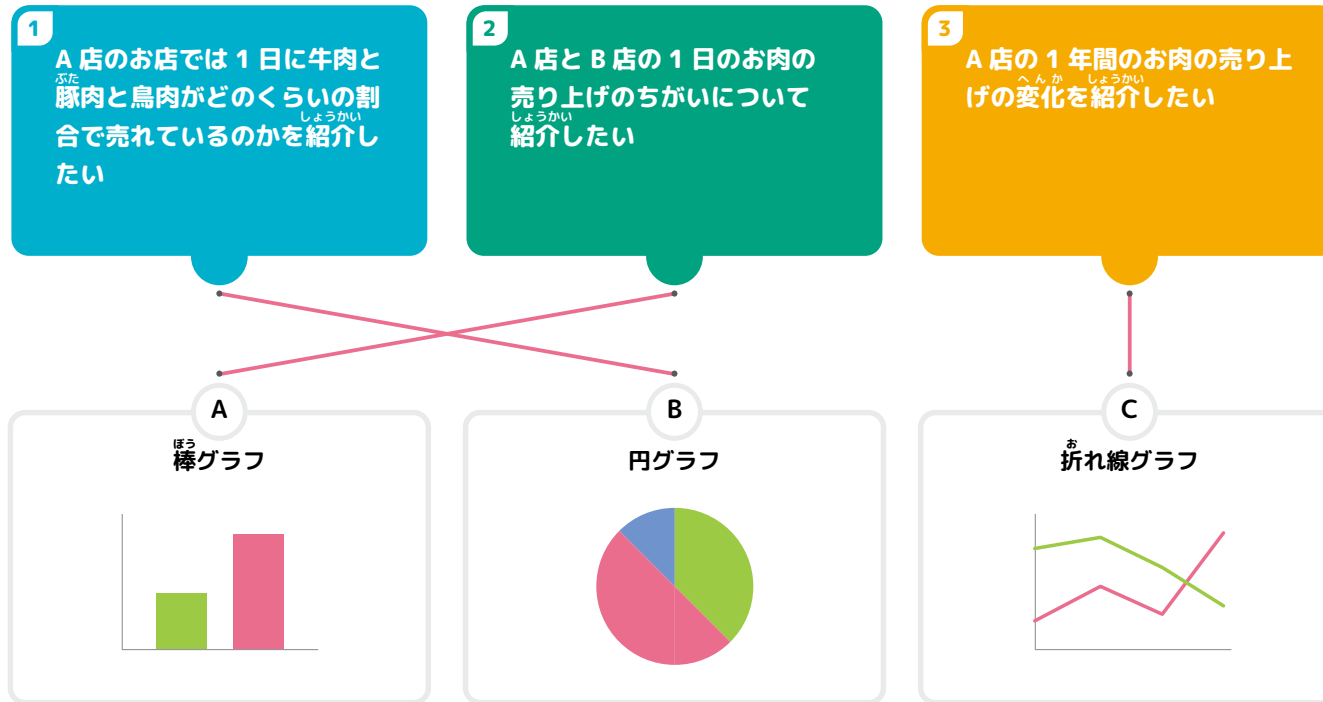 1
A 店のお店では 1 日に牛肉と
ぶた
豚肉と鳥肉がどのくらいの割
しょうかい
合で売れているのかを紹介し
たい
2
A 店と B 店の 1 日のお肉の
売り上げのちがいについて
しょうかい
紹介したい
3
A 店の 1 年間のお肉の売り上
へんか しょうかい
げの変化を紹介したい
A
ぼう
棒グラフ
B
円グラフ
C
お
折れ線グラフ